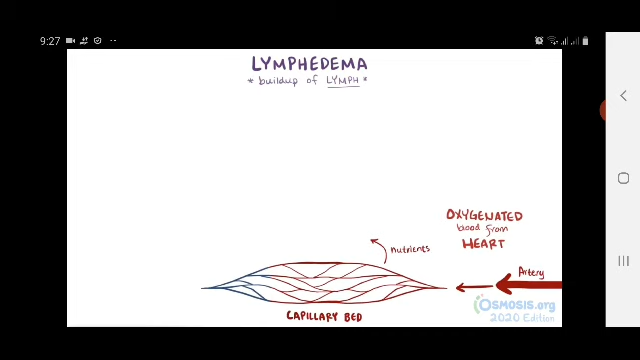 9:27
LYMPHEDEMA
* buildup of LYMPH *
OXYGENATED
blood from
HEART
nutrients
Artery
CAPILLARY BED
OSMOSIS.org
2020 Edition